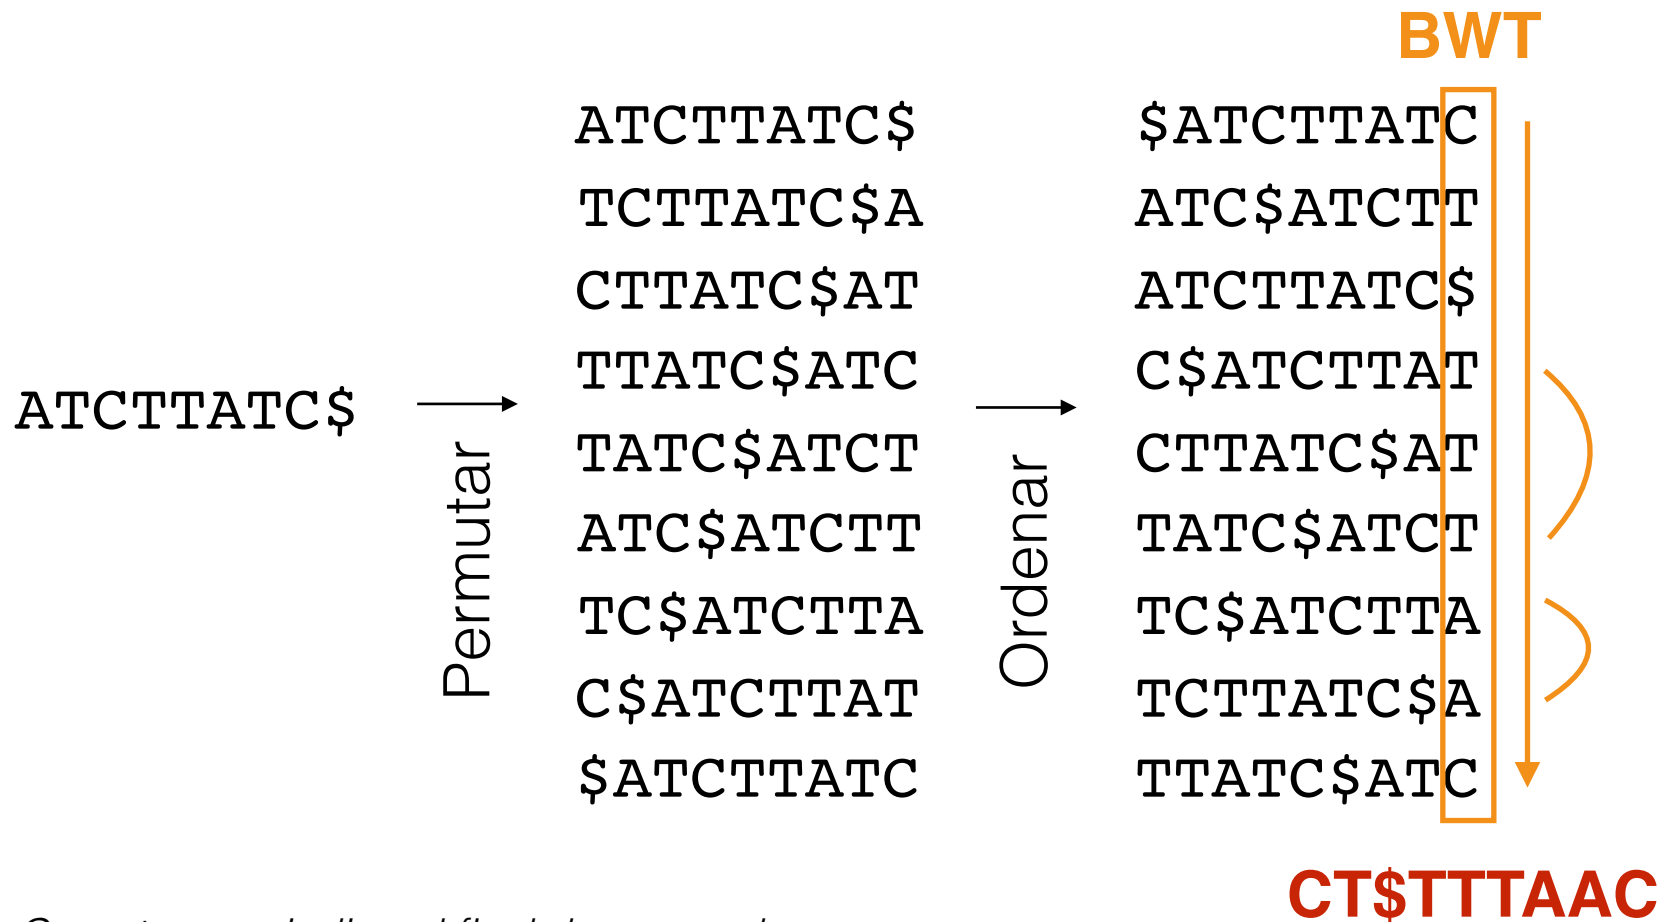 BWT
ATCTTATC$
Permutar
ATCTTATC$
TCTTATC$A
CTTATC$AT
TTATC$ATC
TATC$ATCT
ATC$ATCTT
TC$ATCTTA
C$ATCTTAT
$ATCTTATC
Ordenar
$ATCTTATC
ATC$ATCTT
ATCTTATC$
C$ATCTTAT
CTTATC$AT
TATC$ATCT
TC$ATCTTA
TCTTATC$A
TTATC$ATC
CT$TTTAAC